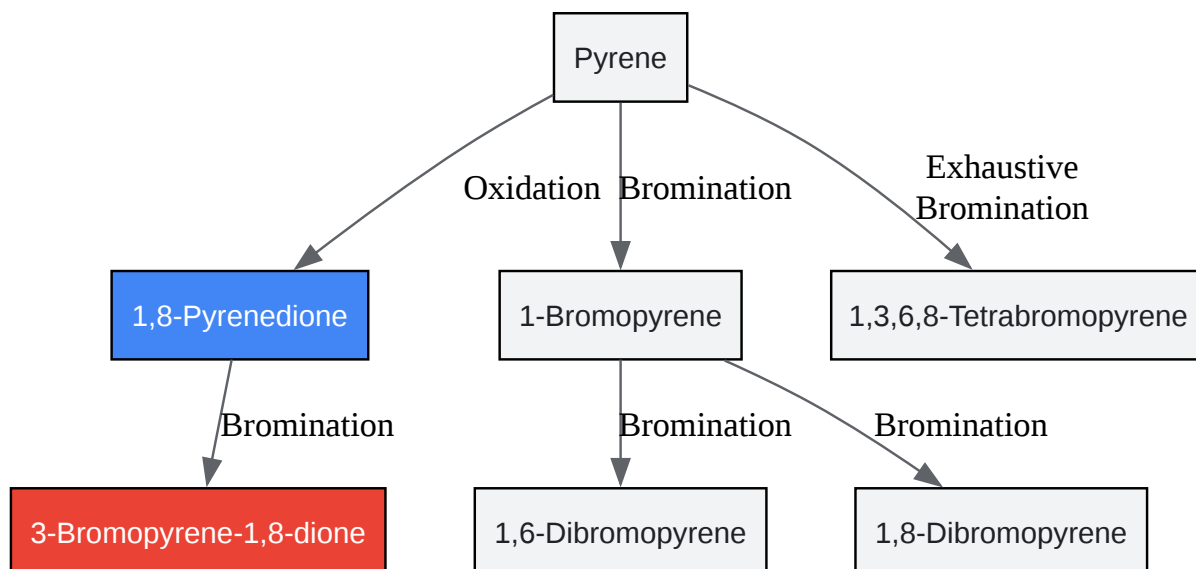 Pyrene
Oxidation
Bromination
Exhaustive
Bromination
1,8-Pyrenedione
1-Bromopyrene
1,3,6,8-Tetrabromopyrene
Bromination
Bromination
Bromination
3-Bromopyrene-1,8-dione
1,6-Dibromopyrene
1,8-Dibromopyrene